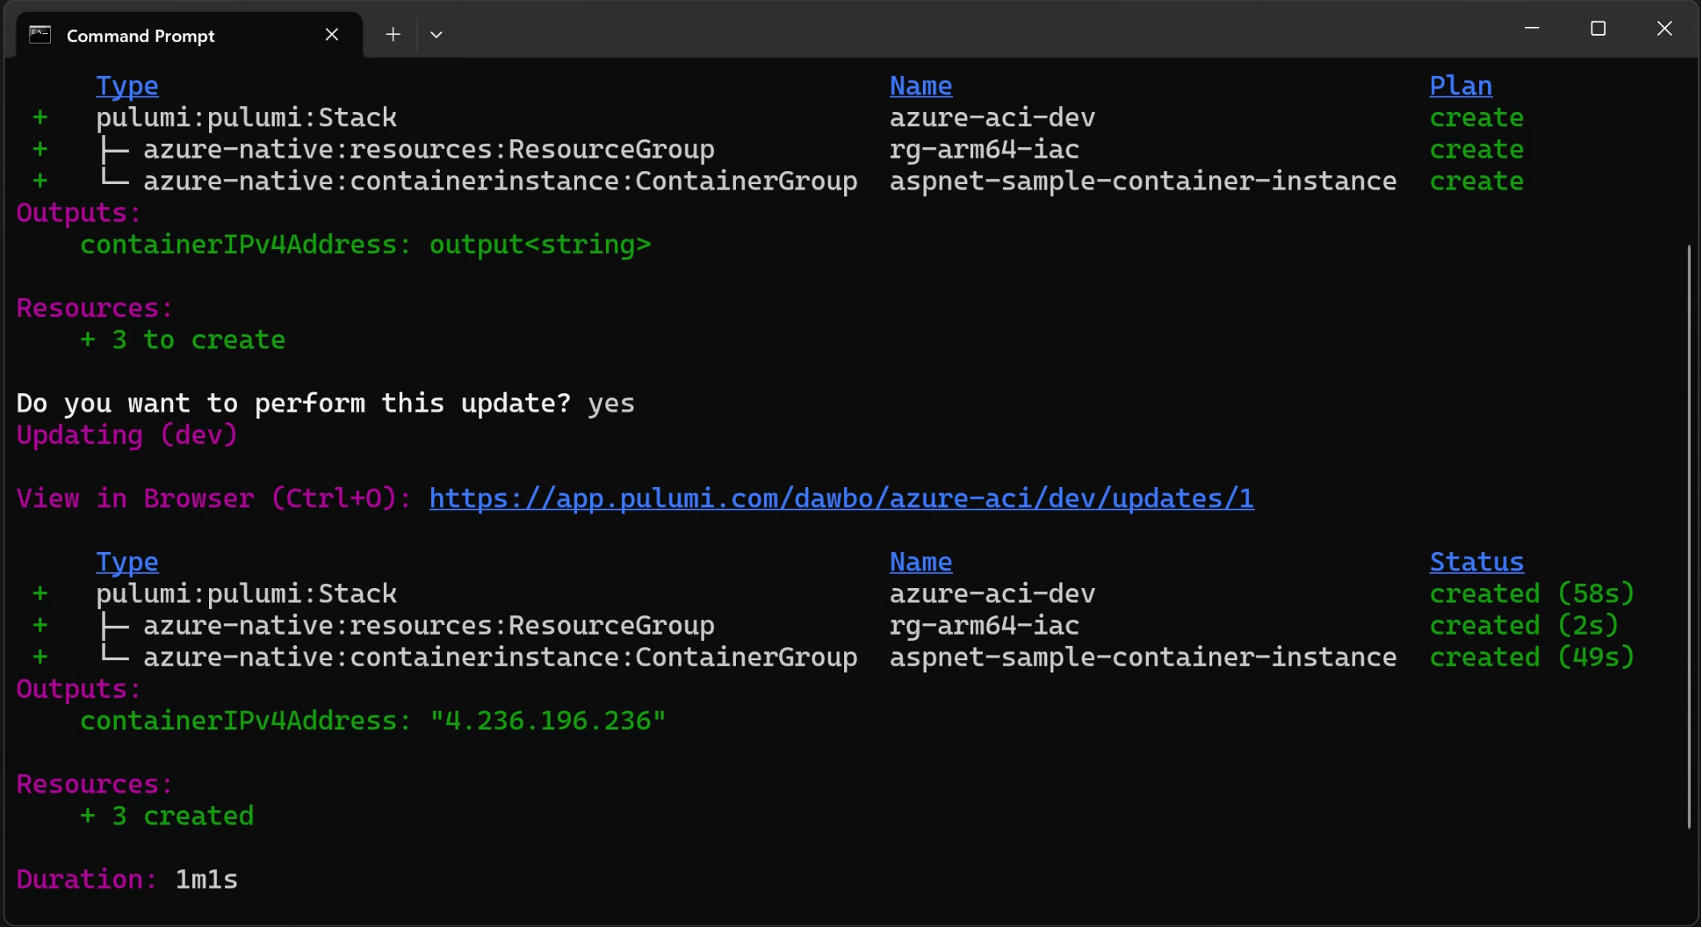 Command Prompt
Type Name Plan
+ pulumi:pulumi:Stack azure-aci-dev create
+ ├─ azure-native:resources:ResourceGroup rg-arm64-iac create
+ └─ azure-native:containerinstance:ContainerGroup aspnet-sample-container-instance create
Outputs:
containerIPv4Address: output<string>
Resources:
+ 3 to create
Do you want to perform this update? yes
Updating (dev)
View in Browser (Ctrl+O): https://app.pulumi.com/dawbo/azure-aci/dev/updates/1
Type Name Status
+ pulumi:pulumi:Stack azure-aci-dev created (58s)
+ ├─ azure-native:resources:ResourceGroup rg-arm64-iac created (2s)
+ └─ azure-native:containerinstance:ContainerGroup aspnet-sample-container-instance created (49s)
Outputs:
containerIPv4Address: "4.236.196.236"
Resources:
+ 3 created
Duration: 1m1s